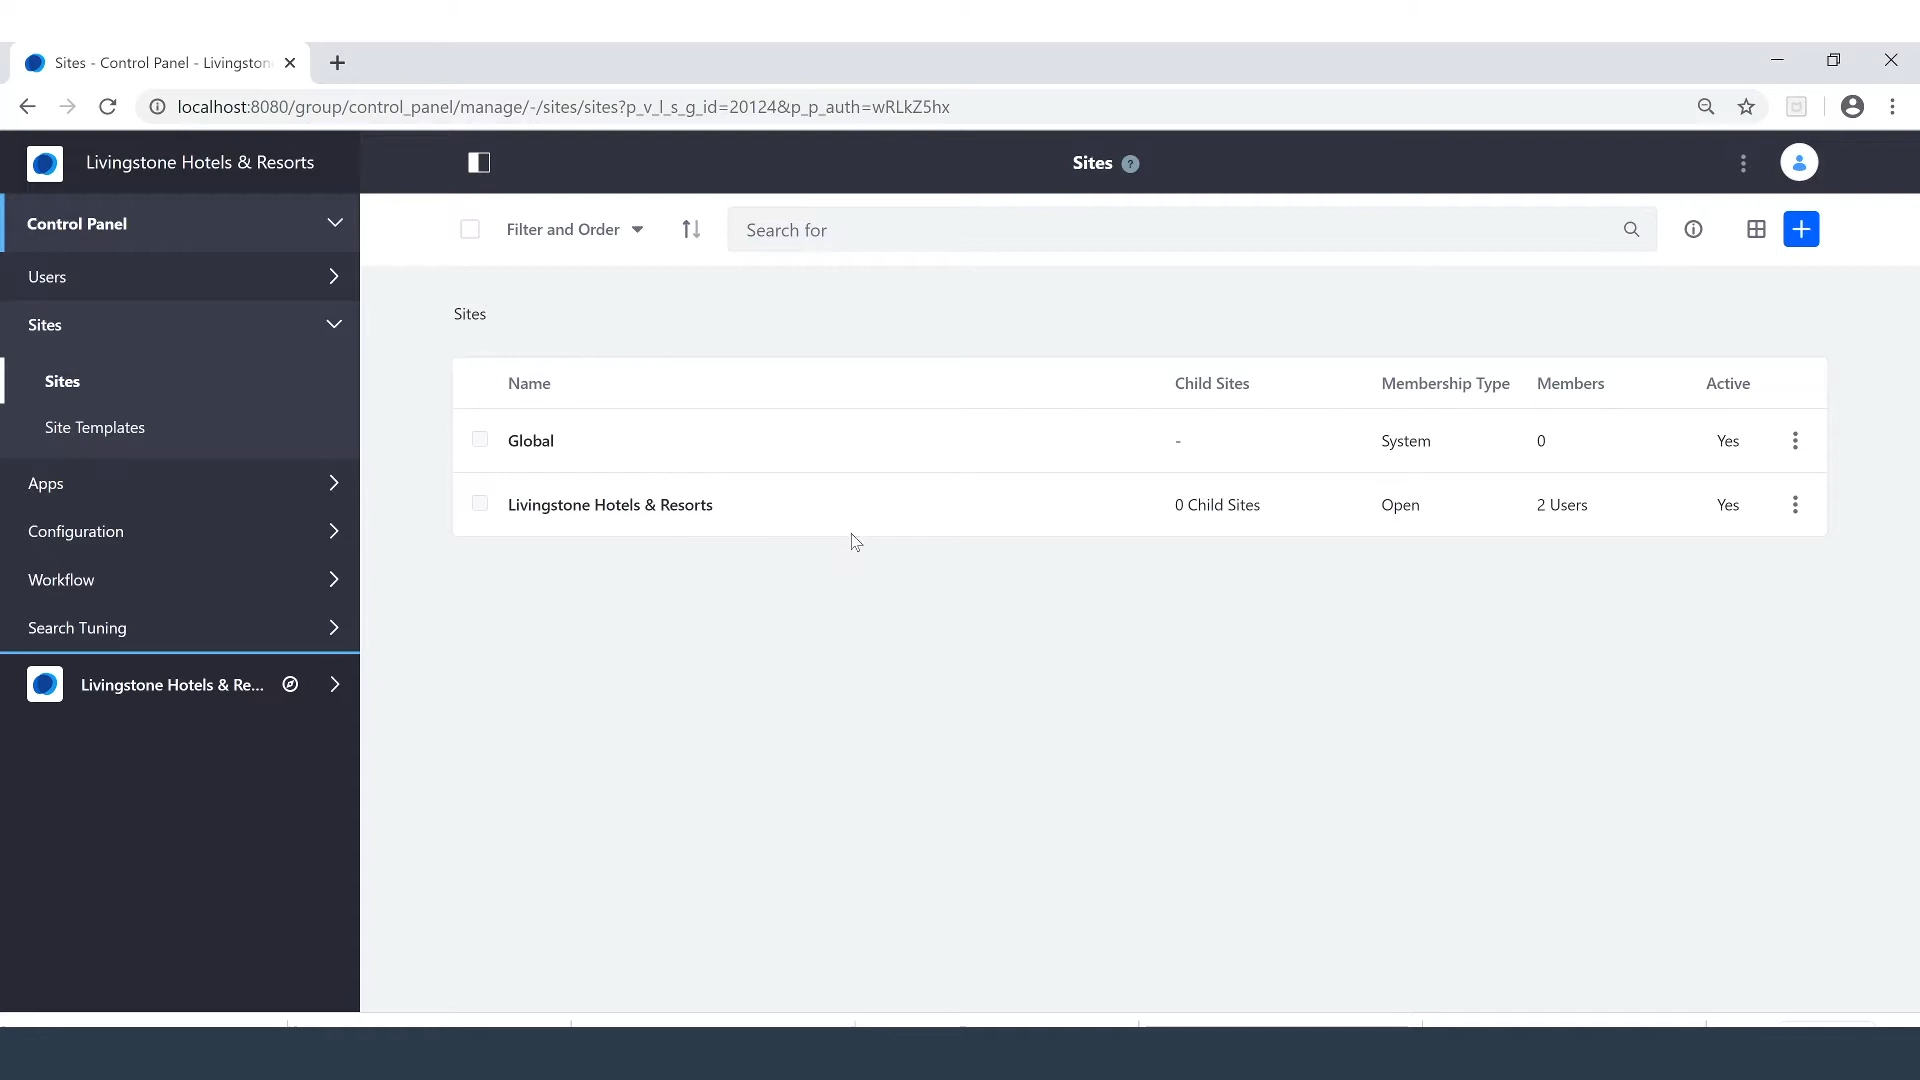 Sites - Control Panel - Livingston
localhost:8080/group/control_panel/manage/-/sites/sites?p_v_l_s_g_id=20124&p_p_auth=wRLkZ5hx
Livingstone Hotels & Resorts
Sites ?
Control Panel
Filter and Order
Search for
Users
Sites
Sites
Site Templates
Apps
Configuration
Workflow
Search Tuning
Livingstone Hotels & Re...
Sites
Name Child Sites Membership Type Members Active
Global - System 0 Yes
Livingstone Hotels & Resorts 0 Child Sites Open 2 Users Yes